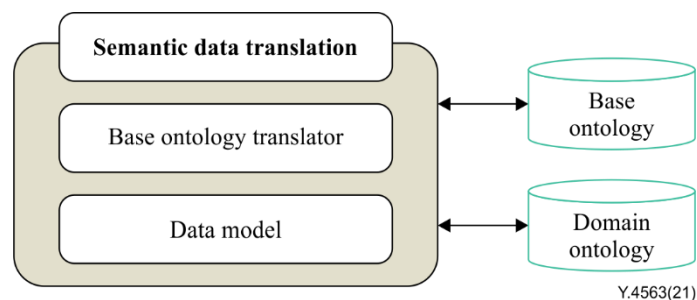 Semantic data translation
Base ontology translator
Data model
Base
ontology
Domain
ontology
Y.4563(21)